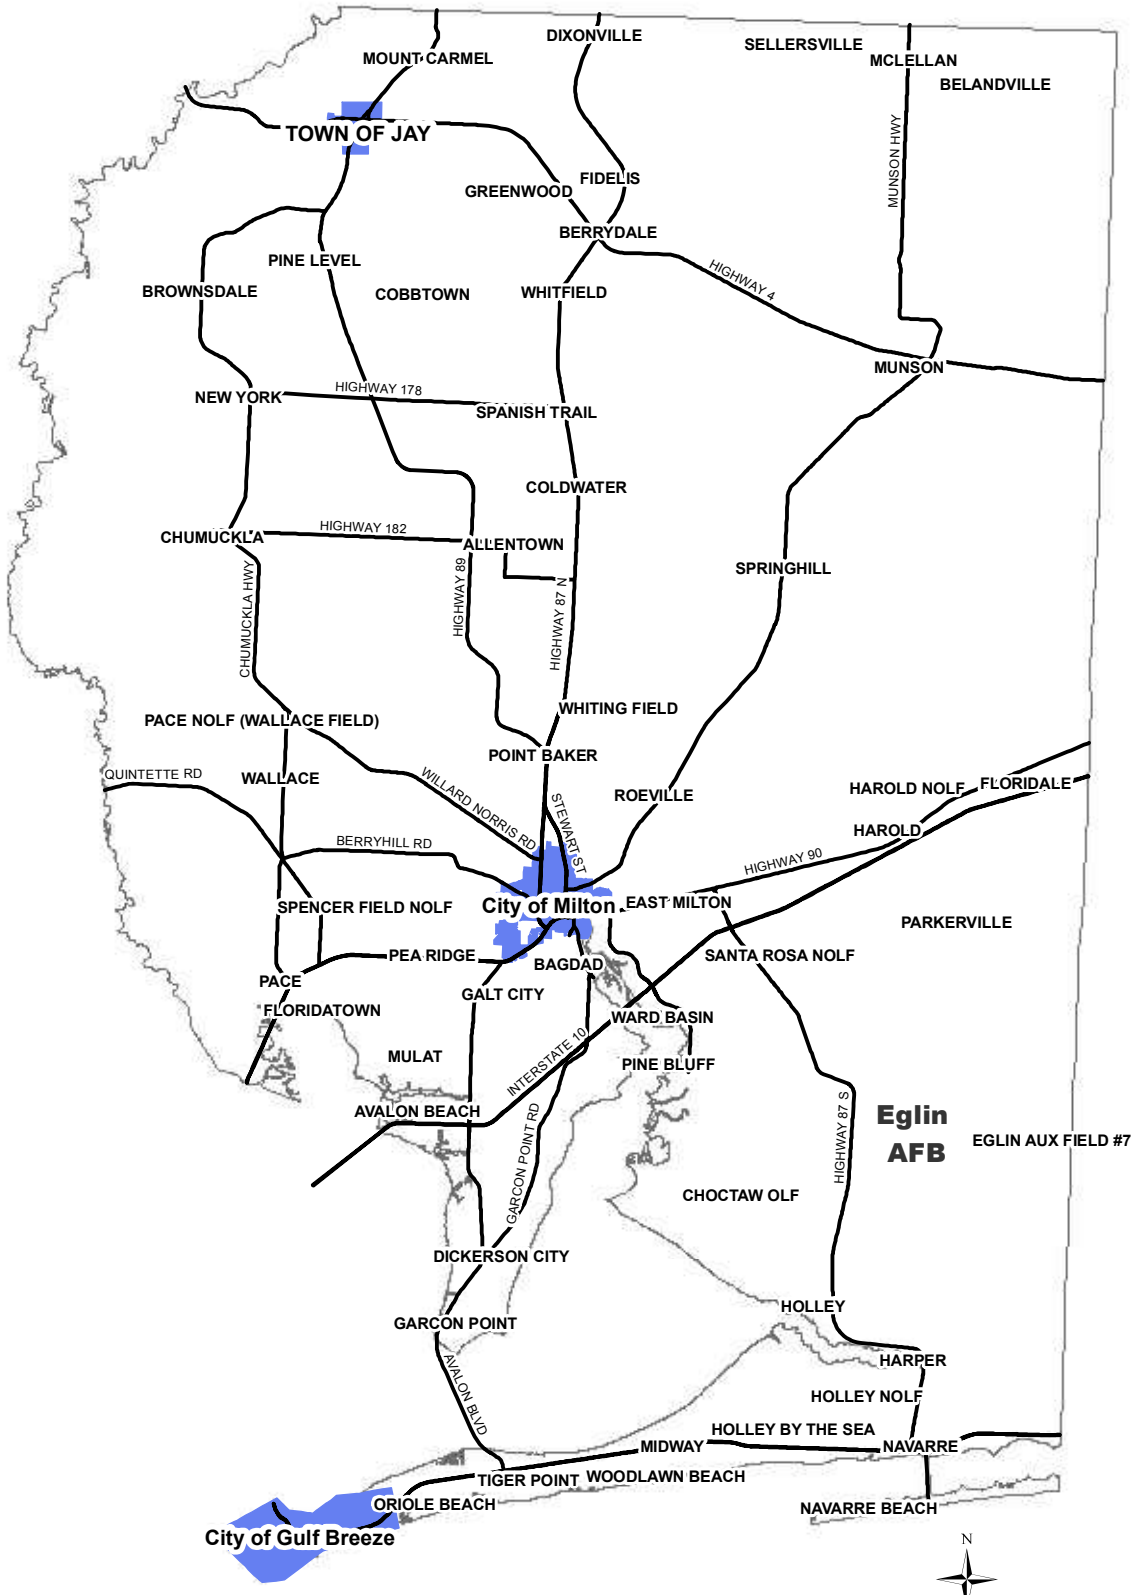 DIXONVILLE
SELLERSVILLE
MOUNT CARMEL
MCLELLAN
BELANDVILLE
TOWN OF JAY
MUNSON HWY
FIDELIS
GREENWOOD
BERRYDALE
PINE LEVEL
HIGHWAY 4
BROWNSDALE
COBBTOWN
WHITFIELD
MUNSON
HIGHWAY 178
NEW YORK
SPANISH TRAIL
COLDWATER
HIGHWAY 182
CHUMUCKLA
ALLENTOWN
SPRINGHILL
CHUMUCKLA HWY
HIGHWAY 89
HIGHWAY 87 N
WHITING FIELD
PACE NOLF (WALLACE FIELD)
POINT BAKER
QUINTETTE RD
WALLACE
WILLARD NORRIS RD
STEWART ST
ROEVILLE
HAROLD NOLF
FLORIDALE
HAROLD
BERRYHILL RD
HIGHWAY 90
SPENCER FIELD NOLF
City of Milton
EAST MILTON
PARKERVILLE
PEA RIDGE
BAGDAD
SANTA ROSA NOLF
PACE
GALT CITY
FLORIDATOWN
WARD BASIN
MULAT
INTERSTATE 10
PINE BLUFF
AVALON BEACH
GARCON POINT RD
HIGHWAY 87 S
Eglin
AFB
EGLIN AUX FIELD #7
CHOCTAW OLF
DICKERSON CITY
HOLLEY
GARCON POINT
HARPER
AVALON BLVD
HOLLEY NOLF
HOLLEY BY THE SEA
MIDWAY
NAVARRE
TIGER POINT
WOODLAWN BEACH
ORIOLE BEACH
NAVARRE BEACH
City of Gulf Breeze
N